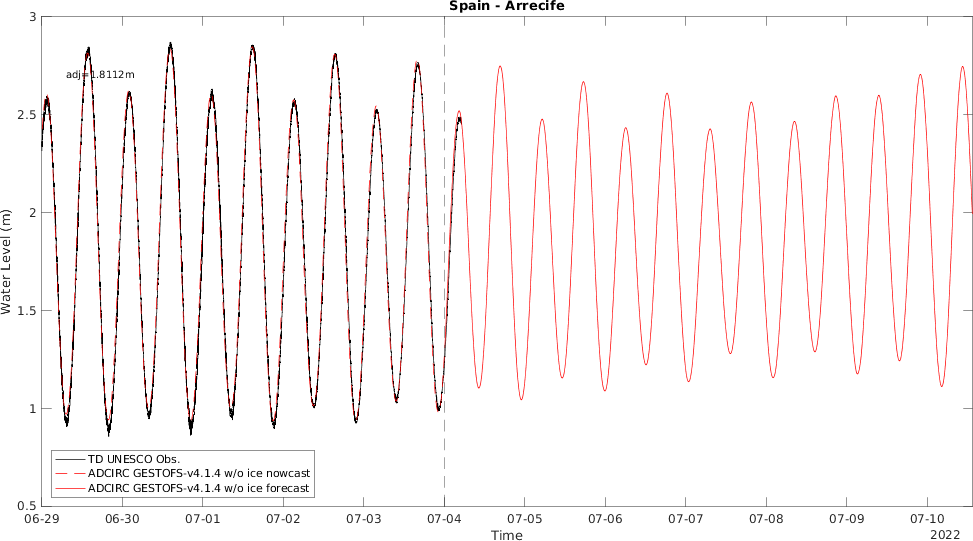 Spain - Arrecife
3
adj=1.8112m
2.5
2
Water Level (m)
1.5
1
TD UNESCO Obs.
ADCIRC GESTOFS-v4.1.4 w/o ice nowcast
ADCIRC GESTOFS-v4.1.4 w/o ice forecast
0.5
06-29 06-30 07-01 07-02 07-03 07-04 07-05 07-06 07-07 07-08 07-09 07-10
Time
2022